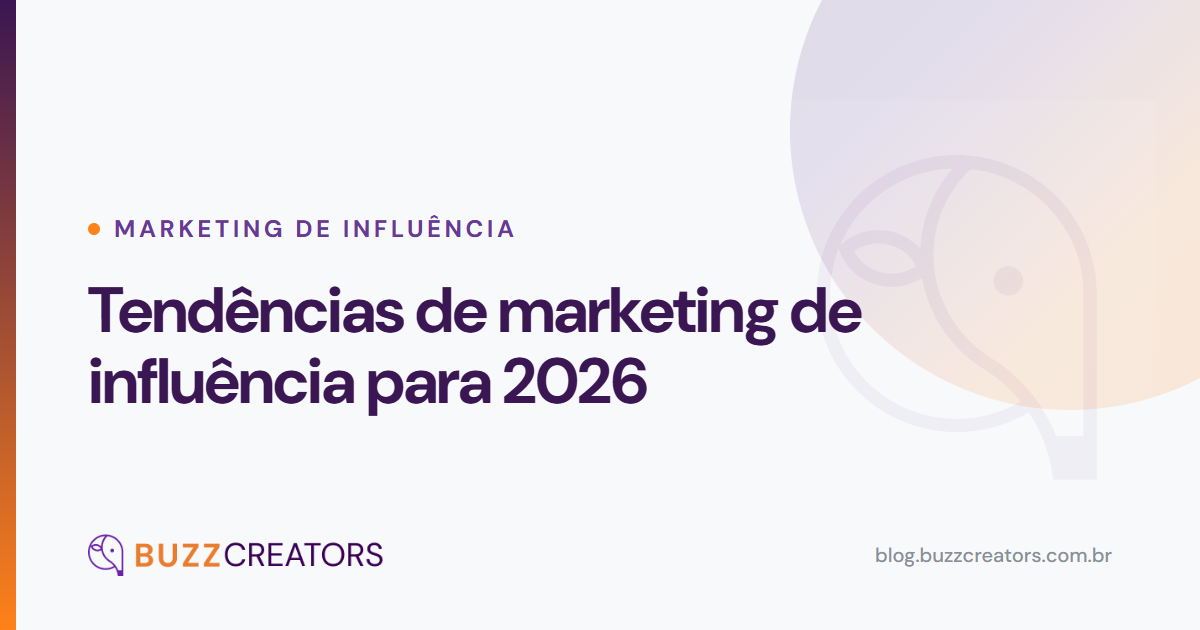 MARKETING DE INFLUÊNCIA
Tendências de marketing de
influência para 2026
BUZZCREATORS
blog.buzzcreators.com.br